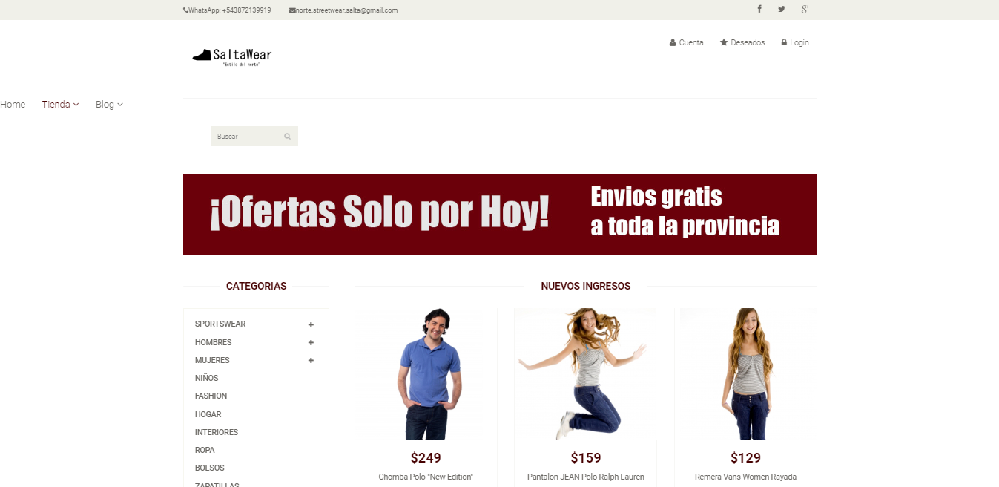 WhatsApp: +543872139919 norte.streetwear.salta@gmail.com
Cuenta Deseados Login
SaltaWear
"Estilo del norte"
Home Tienda Blog
Buscar
¡Ofertas Solo por Hoy!
Envios gratis
a toda la provincia
CATEGORIAS
SPORTSWEAR
HOMBRES
MUJERES
NIÑOS
FASHION
HOGAR
INTERIORES
ROPA
BOLSOS
ZAPATILLAS
NUEVOS INGRESOS
$249
Chomba Polo "New Edition"
$159
Pantalon JEAN Polo Ralph Lauren
$129
Remera Vans Women Rayada